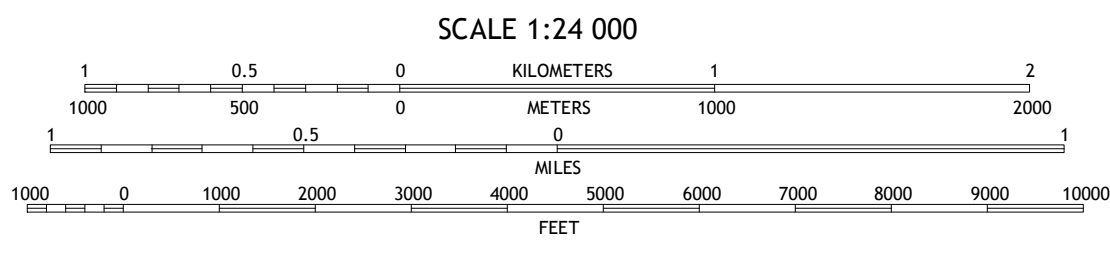 SCALE 1:24 000
1 0.5 0 KILOMETERS 1 2
1000 500 0 METERS 1000 2000
1 0.5 0 1
MILES
1000 0 1000 2000 3000 4000 5000 6000 7000 8000 9000 10000
FEET